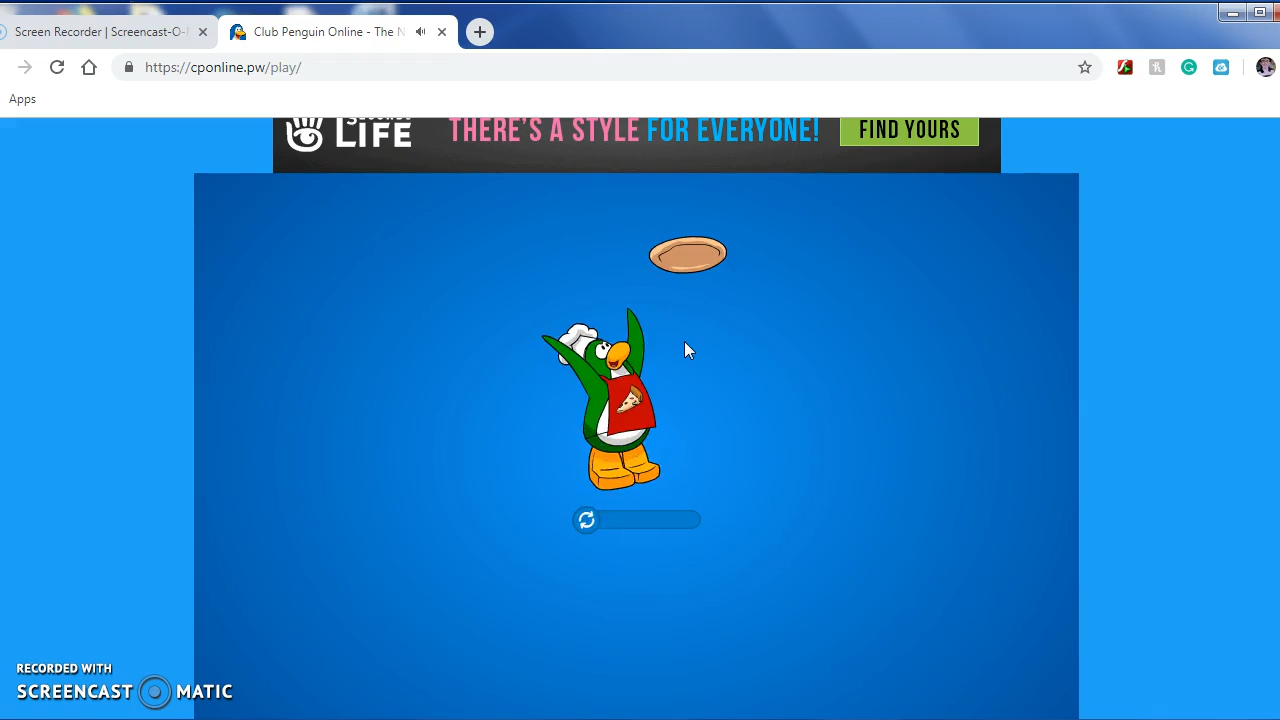 Screen Recorder | Screencast-O-
Club Penguin Online - The N
https://cponline.pw/play/
Apps
SECOND
LIFE
THERE'S A STYLE FOR EVERYONE!
FIND YOURS
RECORDED WITH
SCREENCAST MATIC